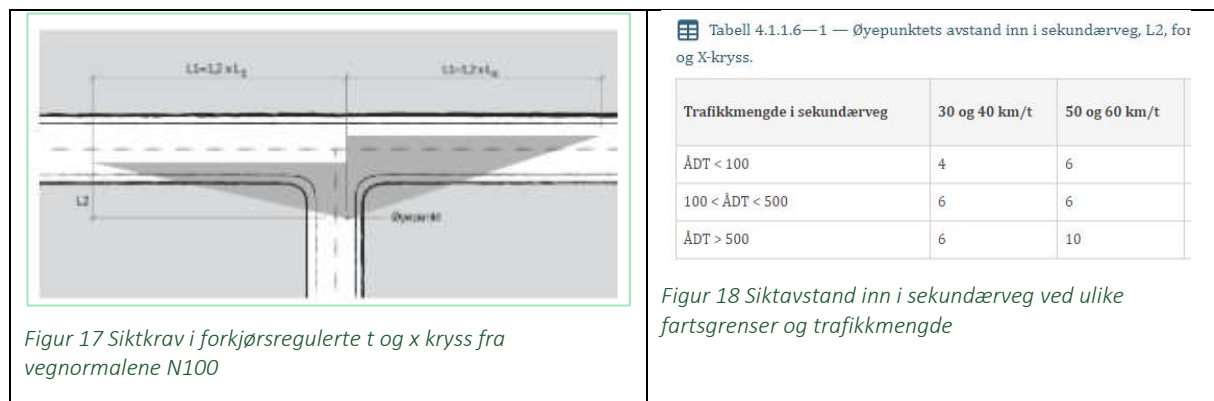 L1=1,2 x Ls
L1=1,2 x Ls
L2
Øyepunkt
Figur 17 Siktkrav i forkjørsregulerte t og x kryss fra
vegnormalene N100
Tabell 4.1.1.6—1 — Øyepunktets avstand inn i sekundærveg, L2, for
og X-kryss.
Trafikkmengde i sekundærveg 30 og 40 km/t 50 og 60 km/t
ÅDT < 100 4 6
100 < ÅDT < 500 6 6
ÅDT > 500 6 10
Figur 18 Siktavstand inn i sekundærveg ved ulike
fartsgrenser og trafikkmengde